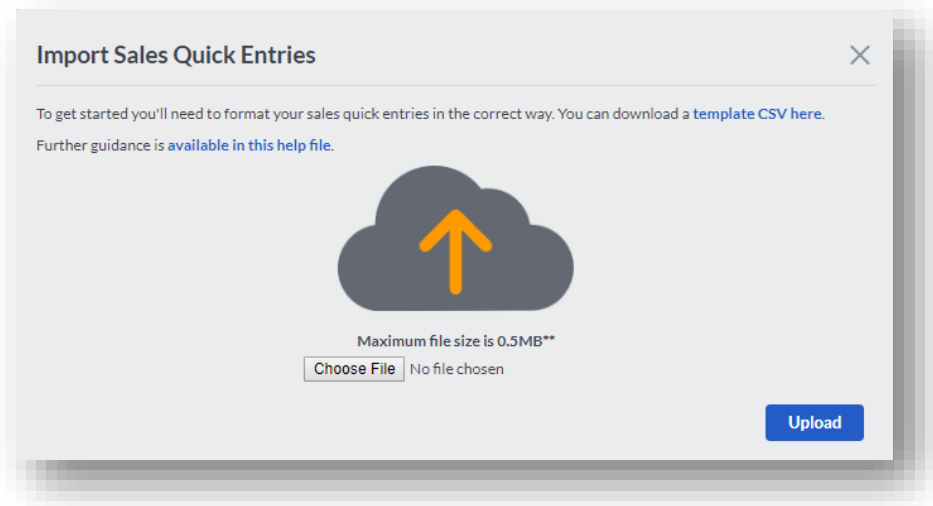 Import Sales Quick Entries
To get started you'll need to format your sales quick entries in the correct way. You can download a template CSV here.
Further guidance is available in this help file.
Maximum file size is 0.5MB**
Choose File No file chosen
Upload